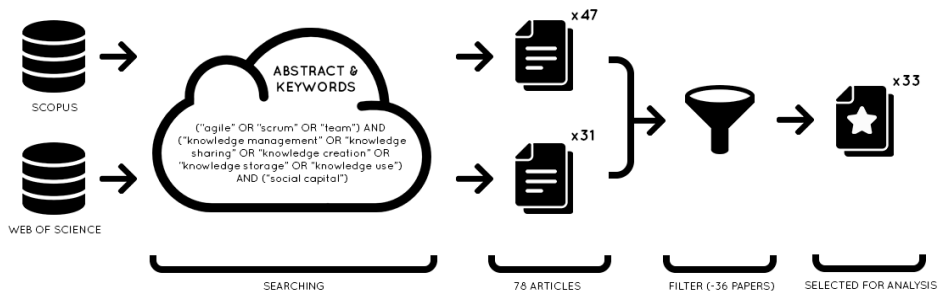 SCOPUS
WEB OF SCIENCE
ABSTRACT &
KEYWORDS
("agile" OR "scrum" OR "team") AND
("knowledge management" OR "knowledge
sharing" OR "knowledge creation" OR
"knowledge storage" OR "knowledge use")
AND ("social capital")
x47
x31
x33
SEARCHING
78 ARTICLES
FILTER (-36 PAPERS)
SELECTED FOR ANALYSIS